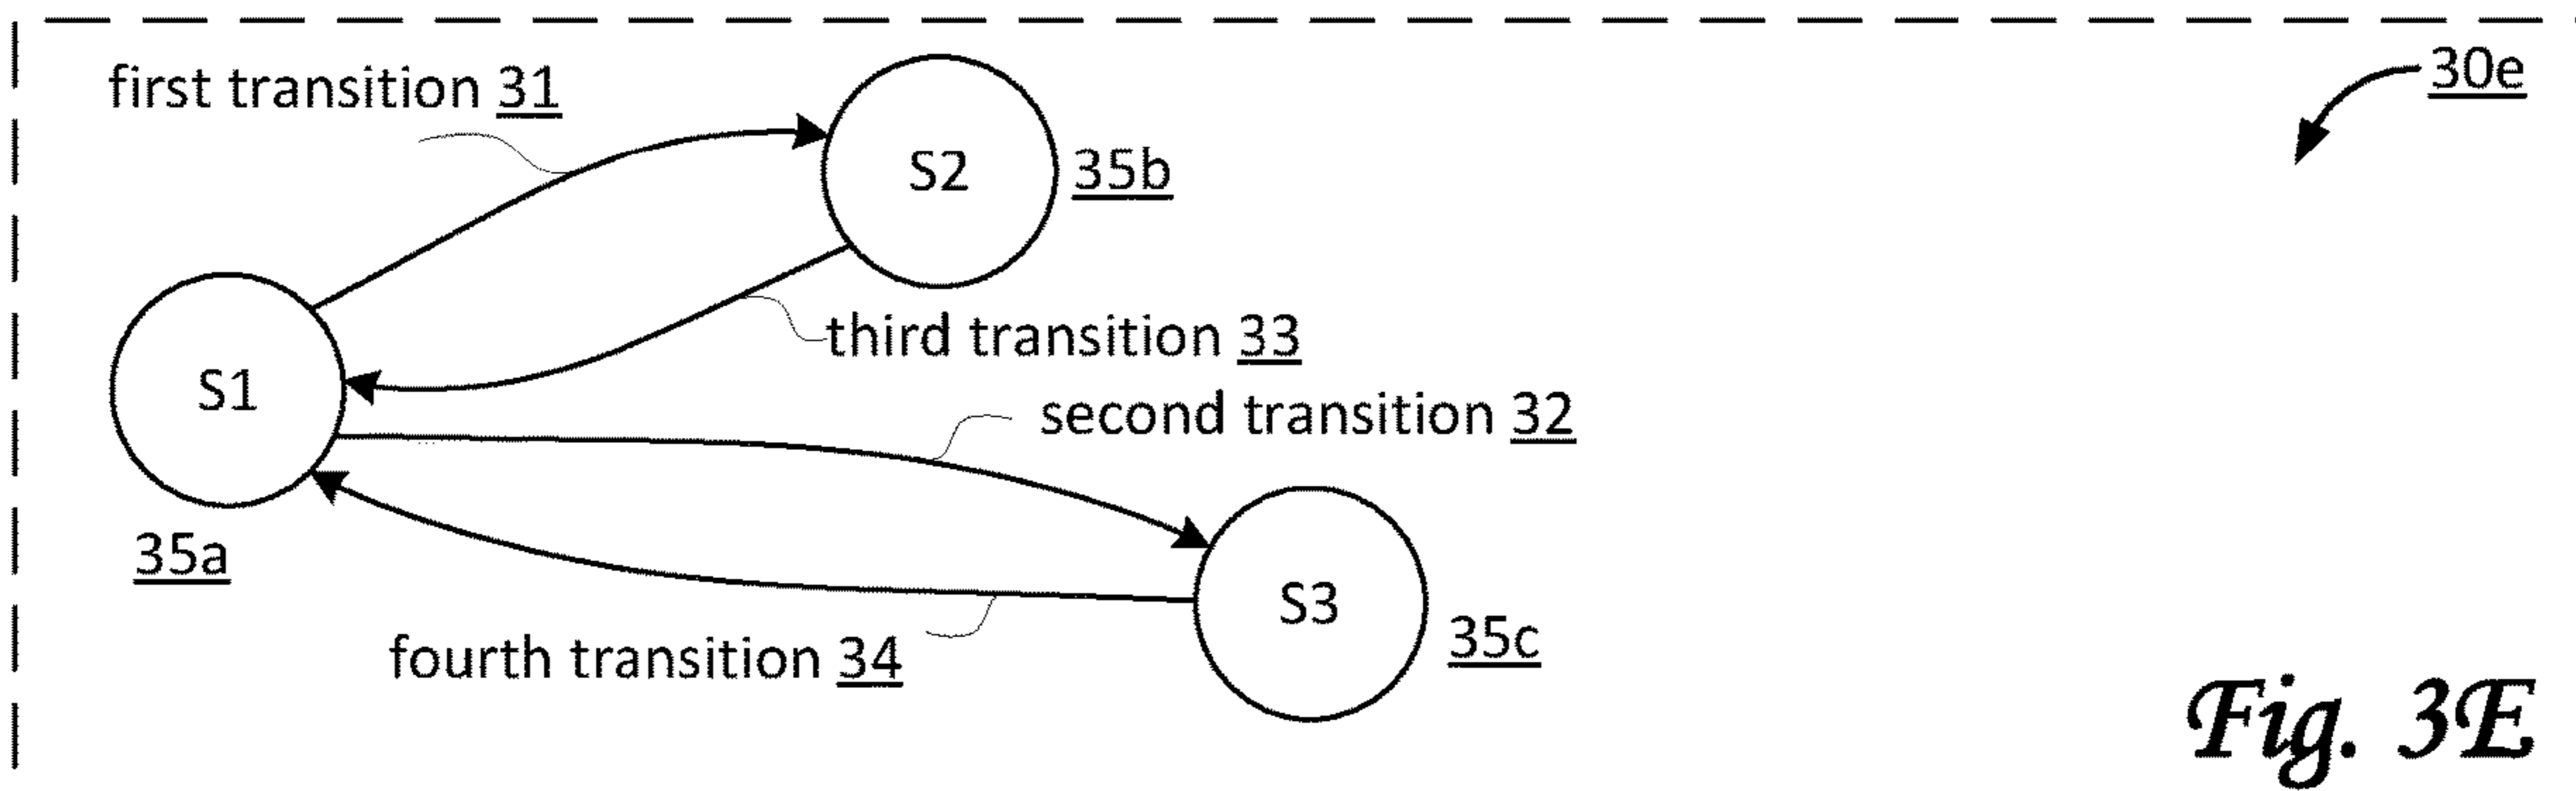 30e
first transition 31
S2
35b
third transition 33
S1
second transition 32
35a
S3
35c
fourth transition 34
Fig. 3E